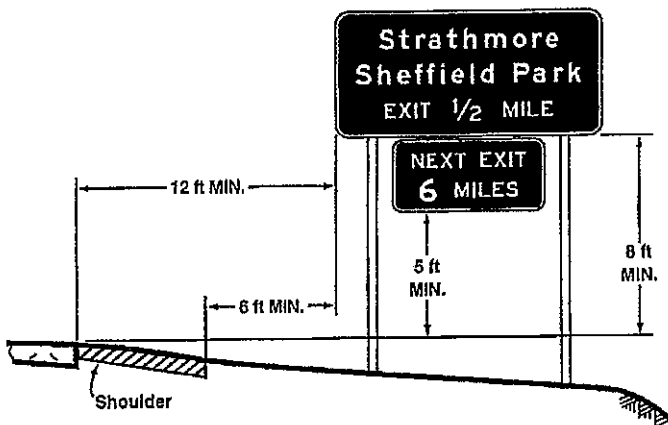 Strathmore
Sheffield Park
EXIT 1/2 MILE
NEXT EXIT
6 MILES
12 ft MIN.
6 ft MIN.
5 ft
MIN.
8 ft
MIN.
Shoulder